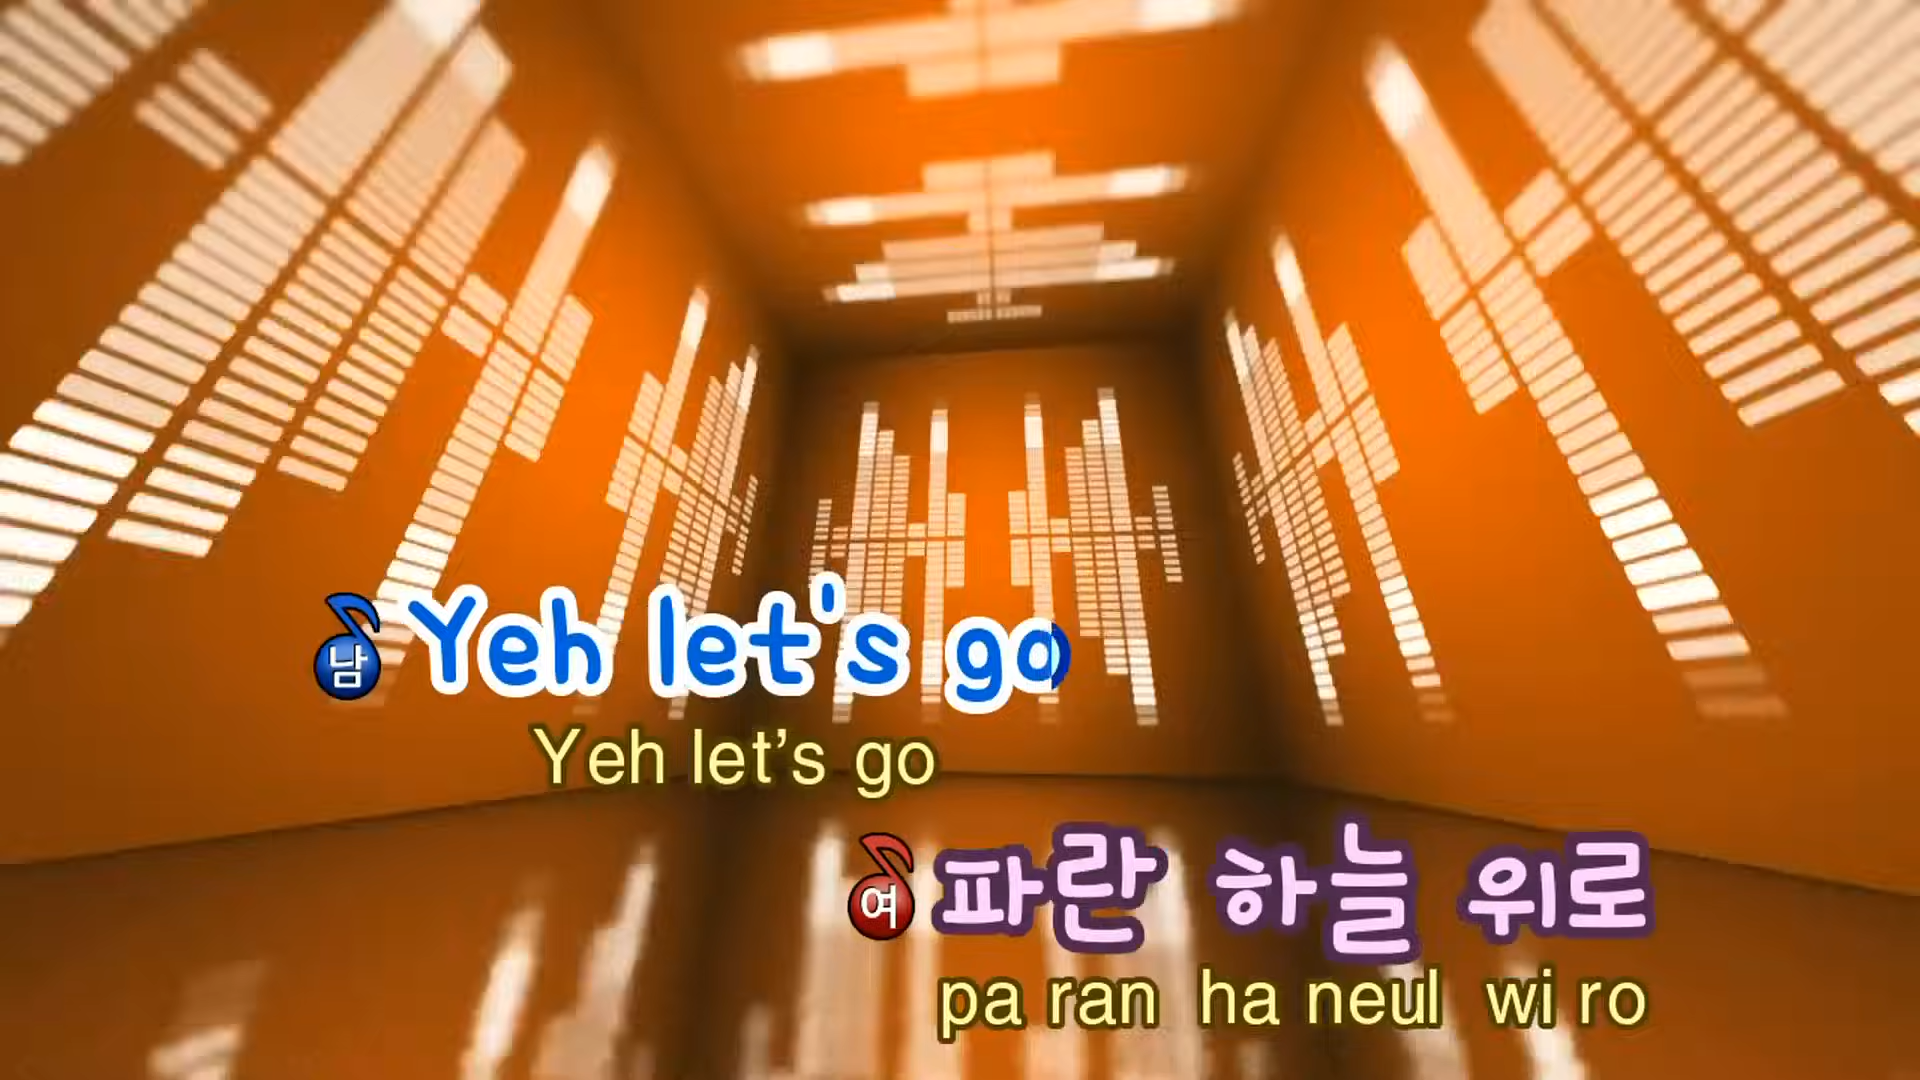 남 Yeh let's go
Yeh let’s go
여 파란 하늘 위로
pa ran ha neul wi ro